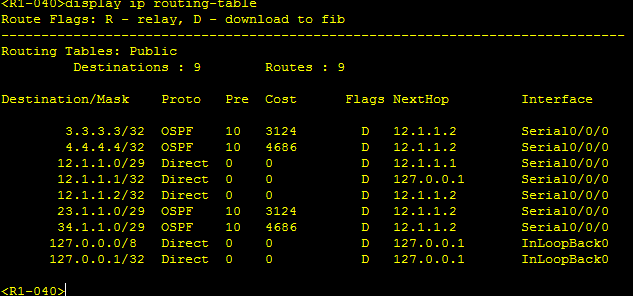 <R1-040>display ip routing-table
Route Flags: R - relay, D - download to fib
------------------------------------------------------------------------------
Routing Tables: Public
         Destinations : 9        Routes : 9

Destination/Mask    Proto   Pre  Cost      Flags NextHop         Interface

        3.3.3.3/32  OSPF    10   3124        D   12.1.1.2        Serial0/0/0
        4.4.4.4/32  OSPF    10   4686        D   12.1.1.2        Serial0/0/0
       12.1.1.0/29  Direct  0    0           D   12.1.1.1        Serial0/0/0
       12.1.1.1/32  Direct  0    0           D   127.0.0.1       Serial0/0/0
       12.1.1.2/32  Direct  0    0           D   12.1.1.2        Serial0/0/0
       23.1.1.0/29  OSPF    10   3124        D   12.1.1.2        Serial0/0/0
       34.1.1.0/29  OSPF    10   4686        D   12.1.1.2        Serial0/0/0
      127.0.0.0/8   Direct  0    0           D   127.0.0.1       InLoopBack0
      127.0.0.1/32  Direct  0    0           D   127.0.0.1       InLoopBack0

<R1-040>